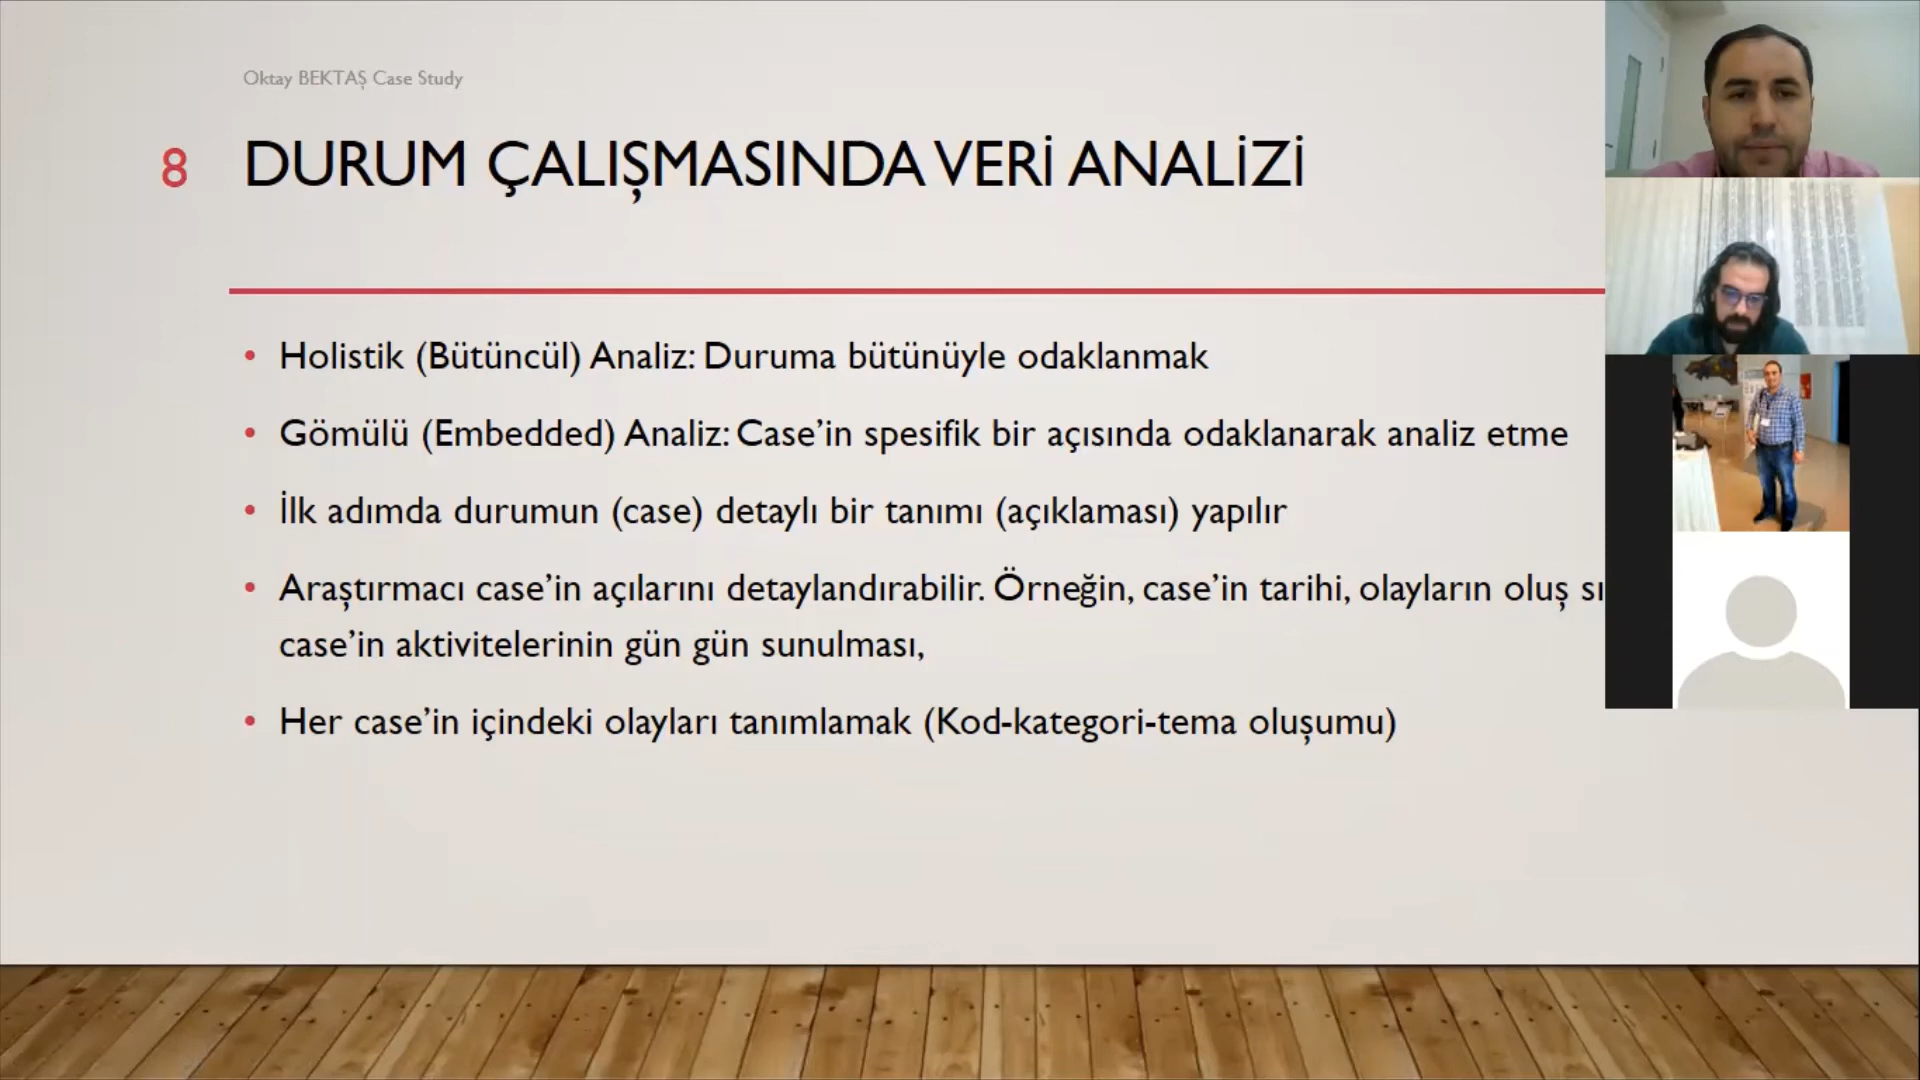 Oktay BEKTAŞ Case Study
8 DURUM ÇALIŞMASINDA VERİ ANALİZİ
• Holistik (Bütüncül) Analiz: Duruma bütünüyle odaklanmak
• Gömülü (Embedded) Analiz: Case’in spesifik bir açısında odaklanarak analiz etme
• İlk adımda durumun (case) detaylı bir tanımı (açıklaması) yapılır
• Araştırmacı case’in açılarını detaylandırabilir. Örneğin, case’in tarihi, olayların oluş
case’in aktivitelerinin gün gün sunulması,
• Her case’in içindeki olayları tanımlamak (Kod-kategori-tema oluşumu)